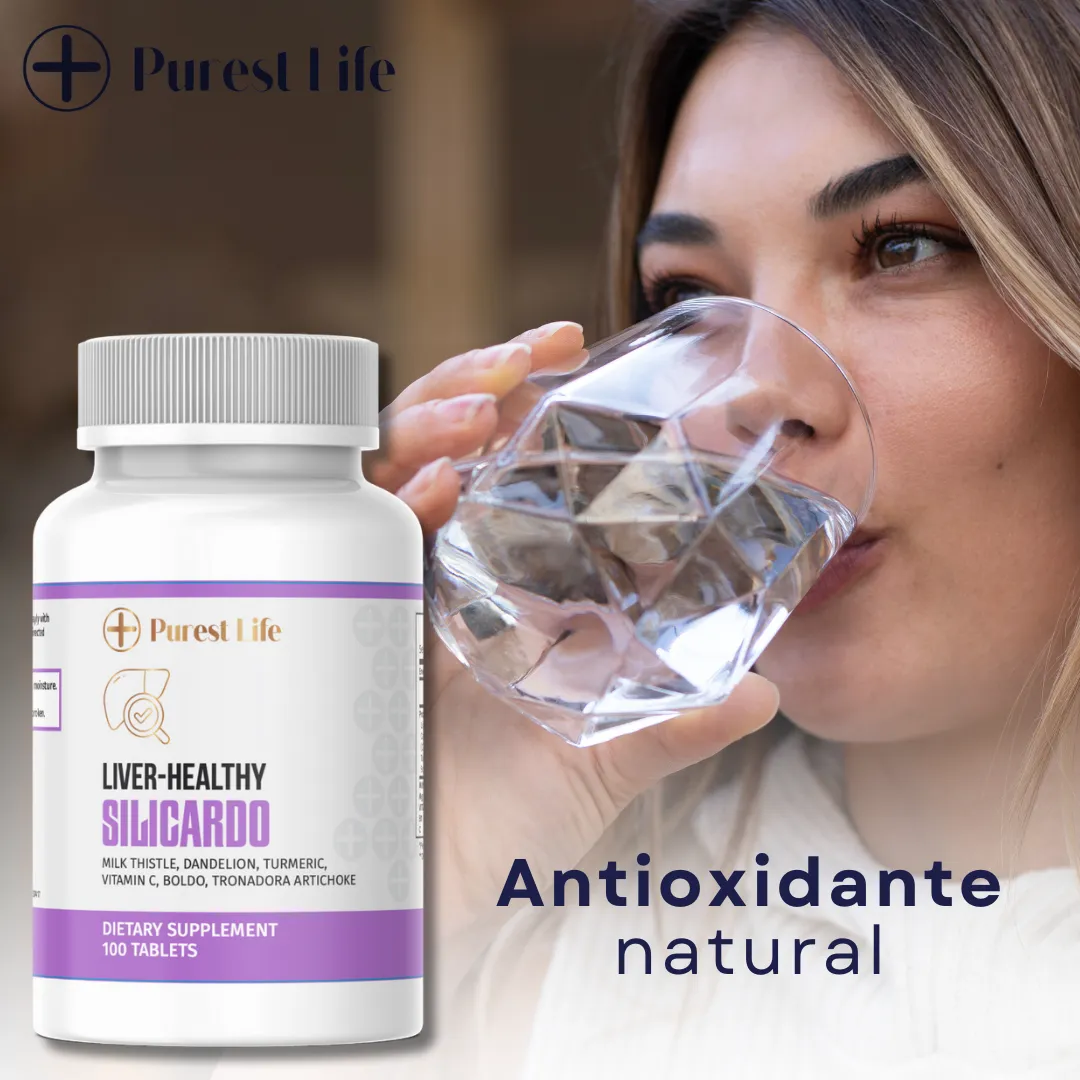 Purest Life
Purest Life
LIVER-HEALTHY
SILICARDO
MILK THISTLE, DANDELION, TURMERIC,
VITAMIN C, BOLDO, TRONADORA ARTICHOKE
DIETARY SUPPLEMENT
100 TABLETS
moisture.
Antioxidante
natural